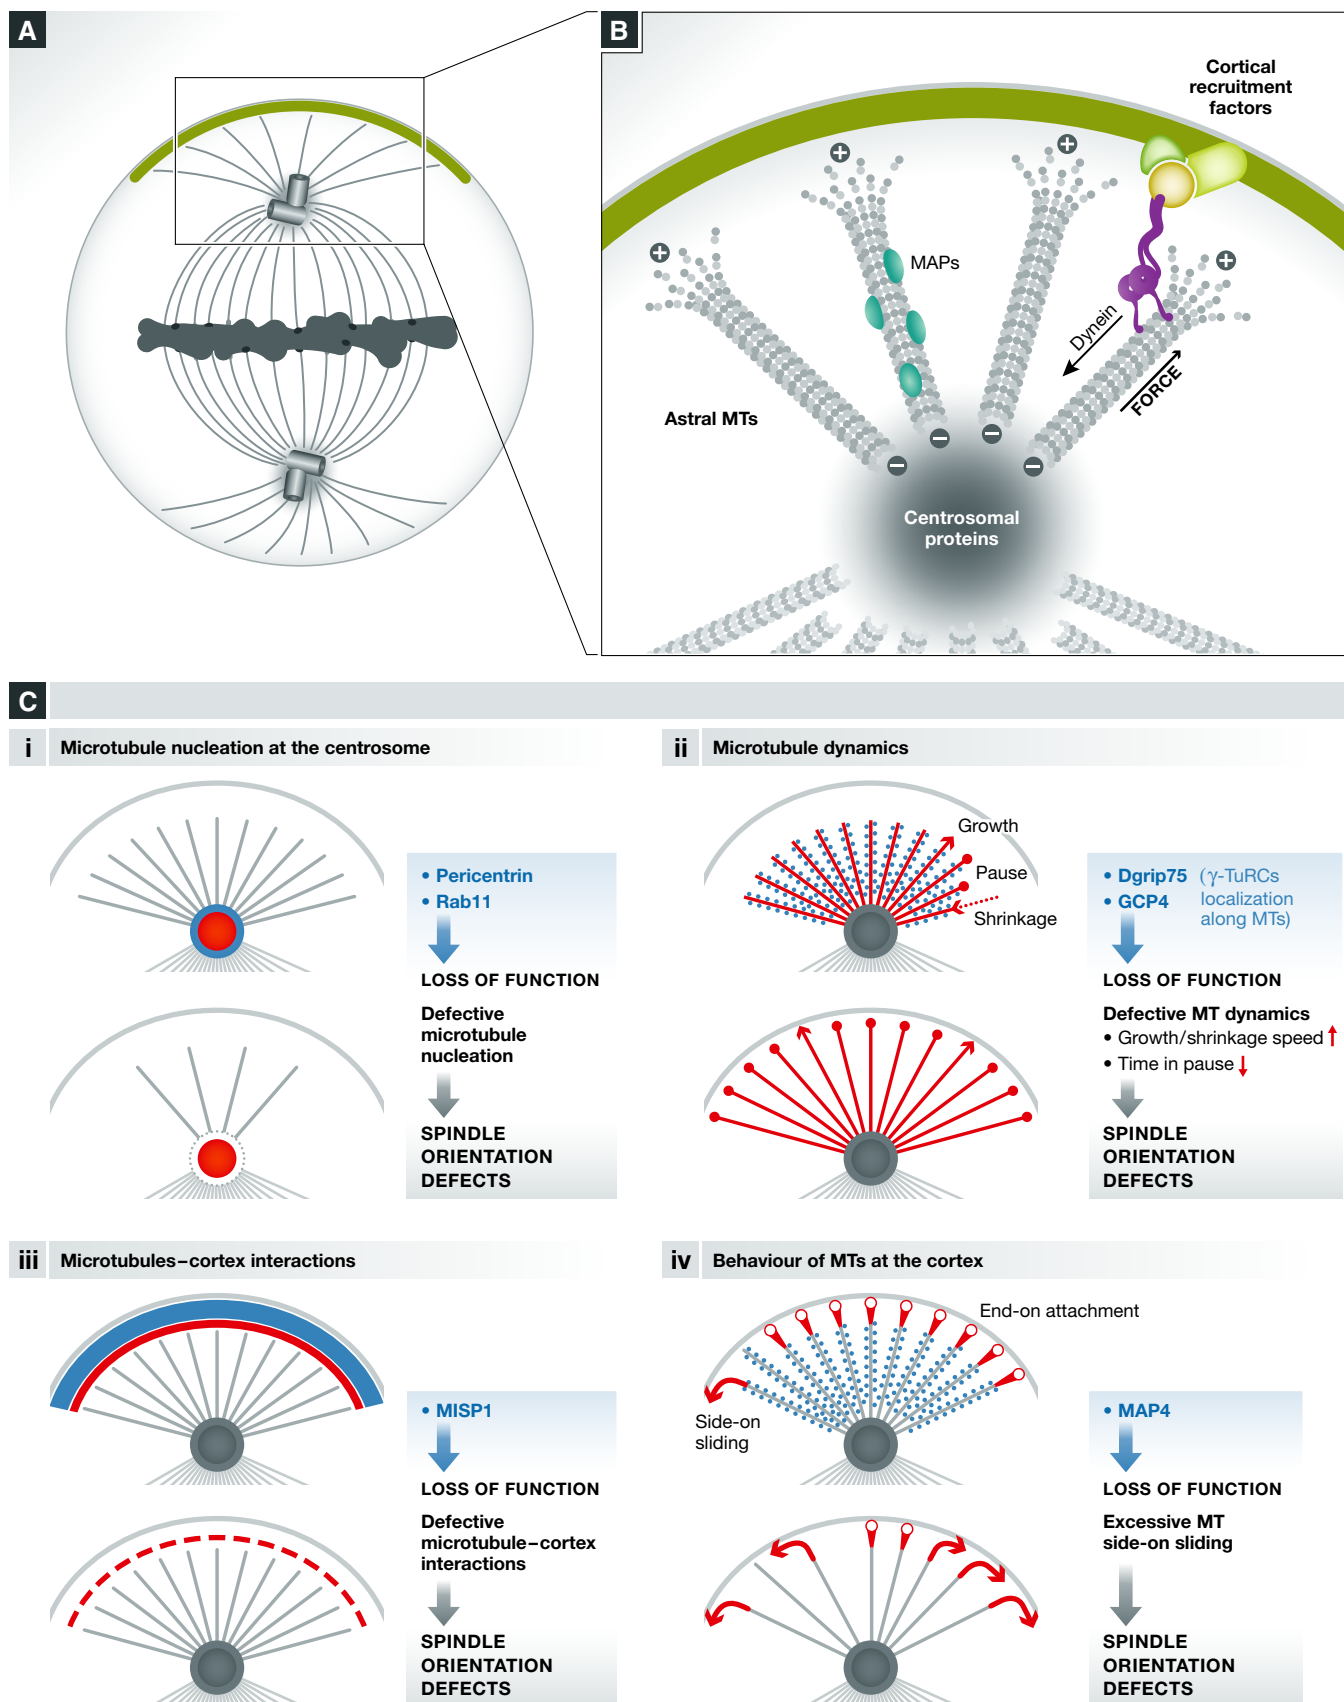 A
B
Cortical
recruitment
factors
+
+
+
+
MAPs
Dynein
FORCE
Astral MTs
−
−
−
−
Centrosomal
proteins
C
i Microtubule nucleation at the centrosome
• Pericentrin
• Rab11
LOSS OF FUNCTION
Defective
microtubule
nucleation
SPINDLE
ORIENTATION
DEFECTS
ii Microtubule dynamics
Growth
Pause
Shrinkage
• Dgrip75 (γ-TuRCs
• GCP4 localization
along MTs)
LOSS OF FUNCTION
Defective MT dynamics
• Growth/shrinkage speed ↑
• Time in pause ↓
SPINDLE
ORIENTATION
DEFECTS
iii Microtubules–cortex interactions
• MISP1
LOSS OF FUNCTION
Defective
microtubule–cortex
interactions
SPINDLE
ORIENTATION
DEFECTS
iv Behaviour of MTs at the cortex
End-on attachment
Side-on
sliding
• MAP4
LOSS OF FUNCTION
Excessive MT
side-on sliding
SPINDLE
ORIENTATION
DEFECTS